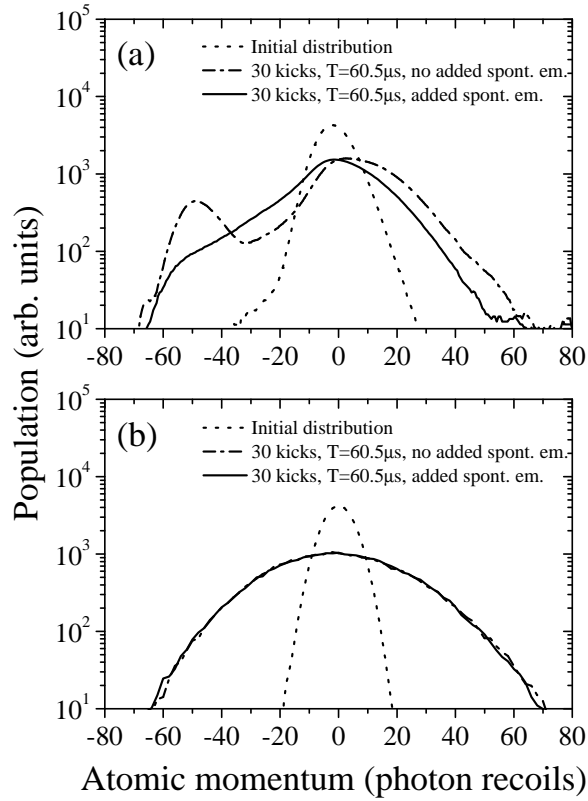 10^5
Initial distribution
(a)
30 kicks, T=60.5μs, no added spont. em.
30 kicks, T=60.5μs, added spont. em.
10^4
10^3
10^2
10^1
-80 -60 -40 -20 0 20 40 60 80
10^5
Initial distribution
(b)
30 kicks, T=60.5μs, no added spont. em.
30 kicks, T=60.5μs, added spont. em.
10^4
10^3
10^2
10^1
-80 -60 -40 -20 0 20 40 60 80
Population (arb. units)
Atomic momentum (photon recoils)